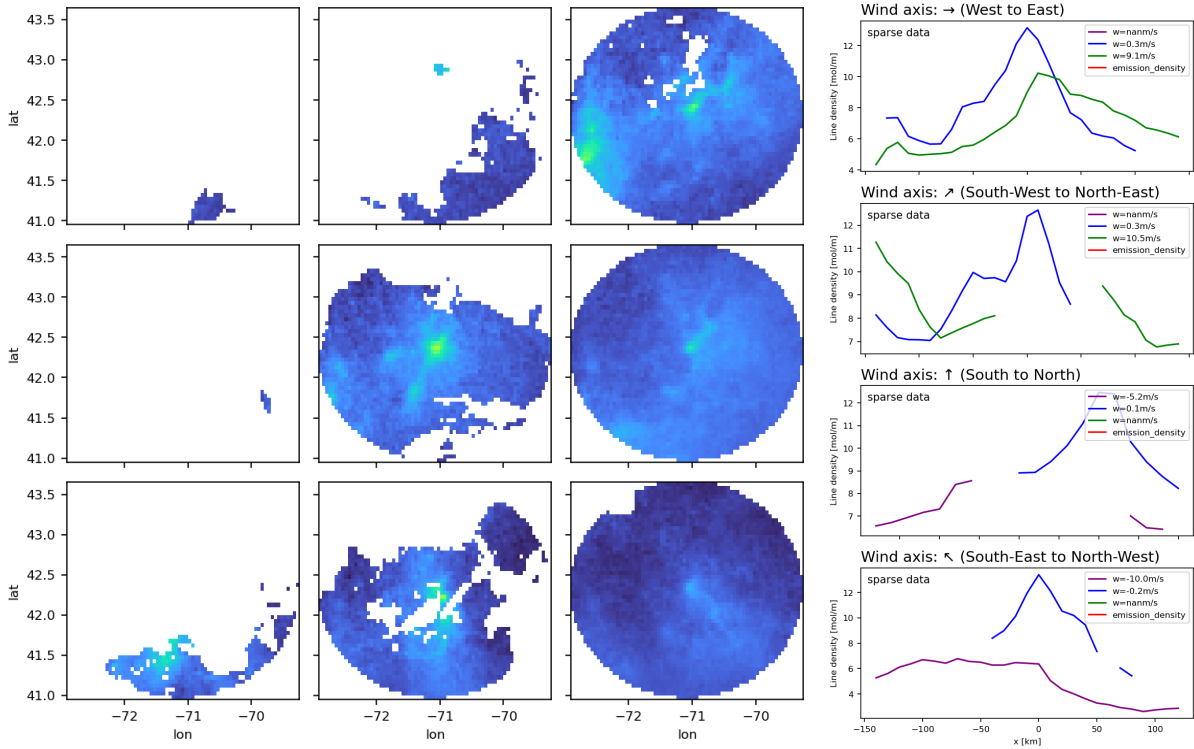 lat
43.5
43.0
42.5
42.0
41.5
41.0
lat
43.5
43.0
42.5
42.0
41.5
41.0
lat
43.5
43.0
42.5
42.0
41.5
41.0
−72 −71 −70
lon
−72 −71 −70
lon
−72 −71 −70
lon
Wind axis: → (West to East)
sparse data
w=nanm/s
w=0.3m/s
w=9.1m/s
emission_density
Line density [mol/m]
12
10
8
6
4
Wind axis: ↗ (South-West to North-East)
sparse data
w=nanm/s
w=0.3m/s
w=10.5m/s
emission_density
Line density [mol/m]
12
11
10
9
8
7
Wind axis: ↑ (South to North)
sparse data
w=-5.2m/s
w=0.1m/s
w=nanm/s
emission_density
Line density [mol/m]
12
11
10
9
8
7
Wind axis: ↖ (South-East to North-West)
sparse data
w=-10.0m/s
w=-0.2m/s
w=nanm/s
emission_density
Line density [mol/m]
12
10
8
6
4
−150 −100 −50 0 50 100
x [km]